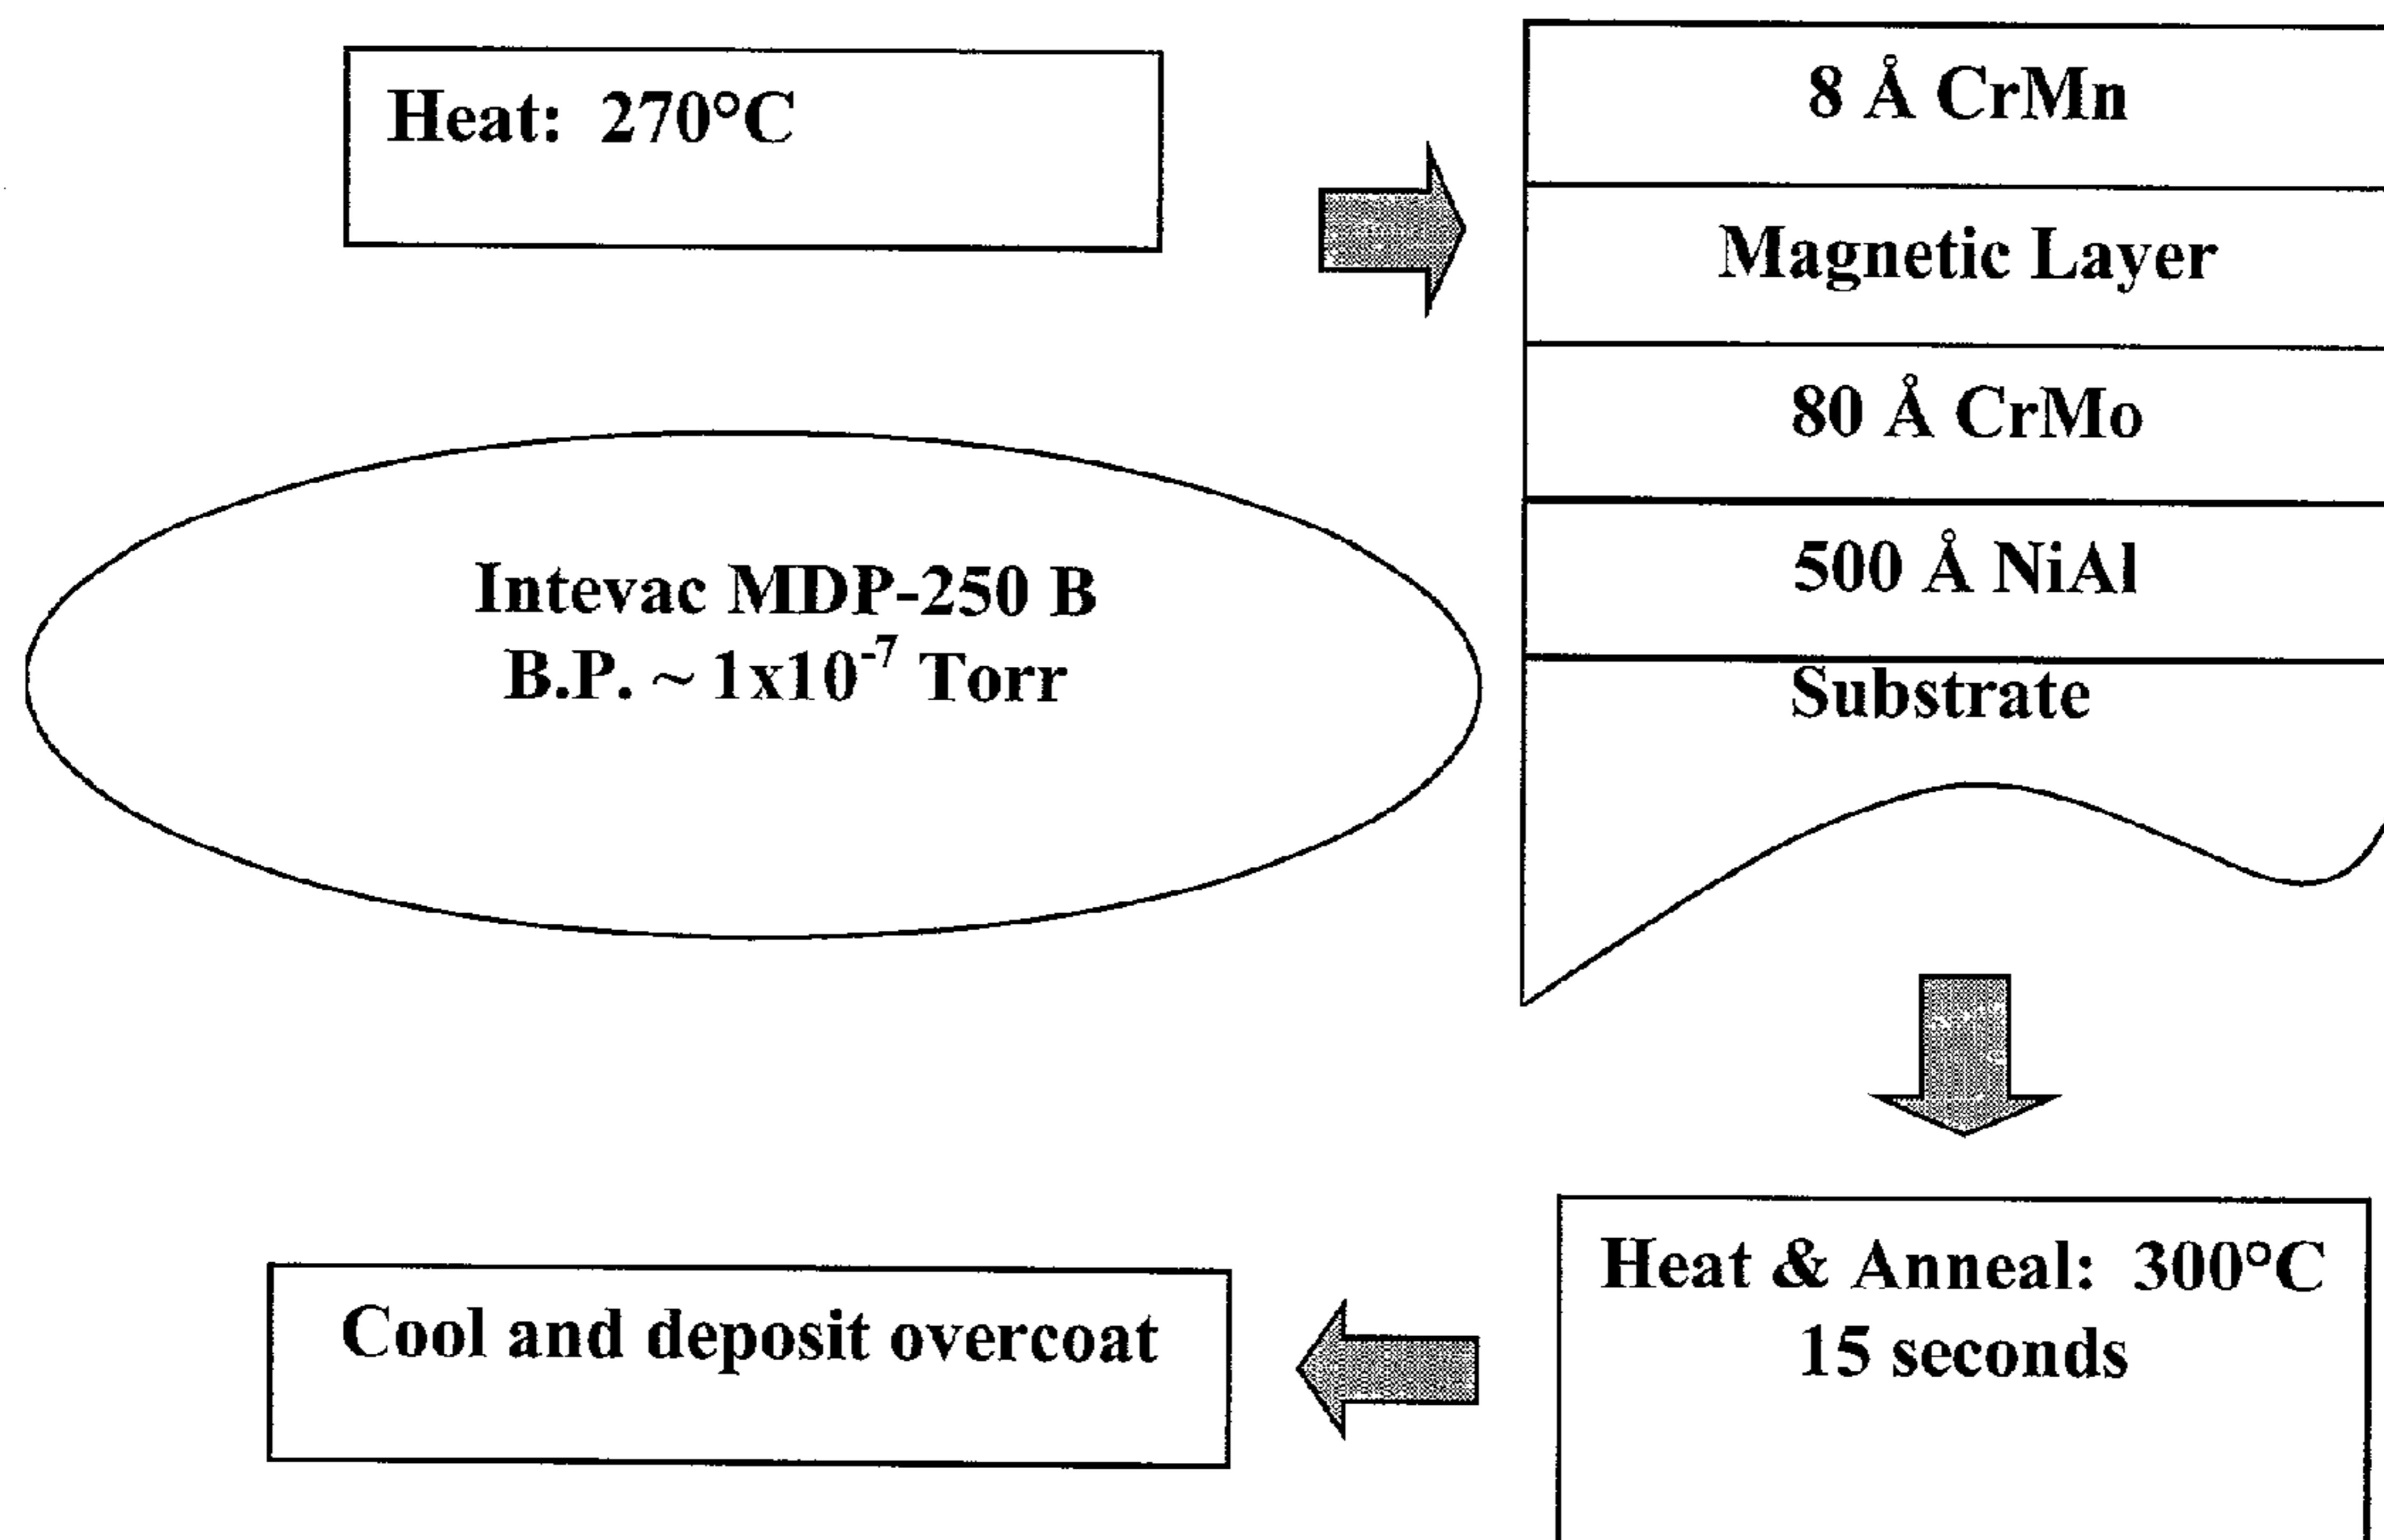 Heat: 270°C
8 Å CrMn
Magnetic Layer
80 Å CrMo
500 Å NiAl
Substrate
Intevac MDP-250 B
B.P. ~ 1x10⁻⁷ Torr
Heat & Anneal: 300°C
15 seconds
Cool and deposit overcoat